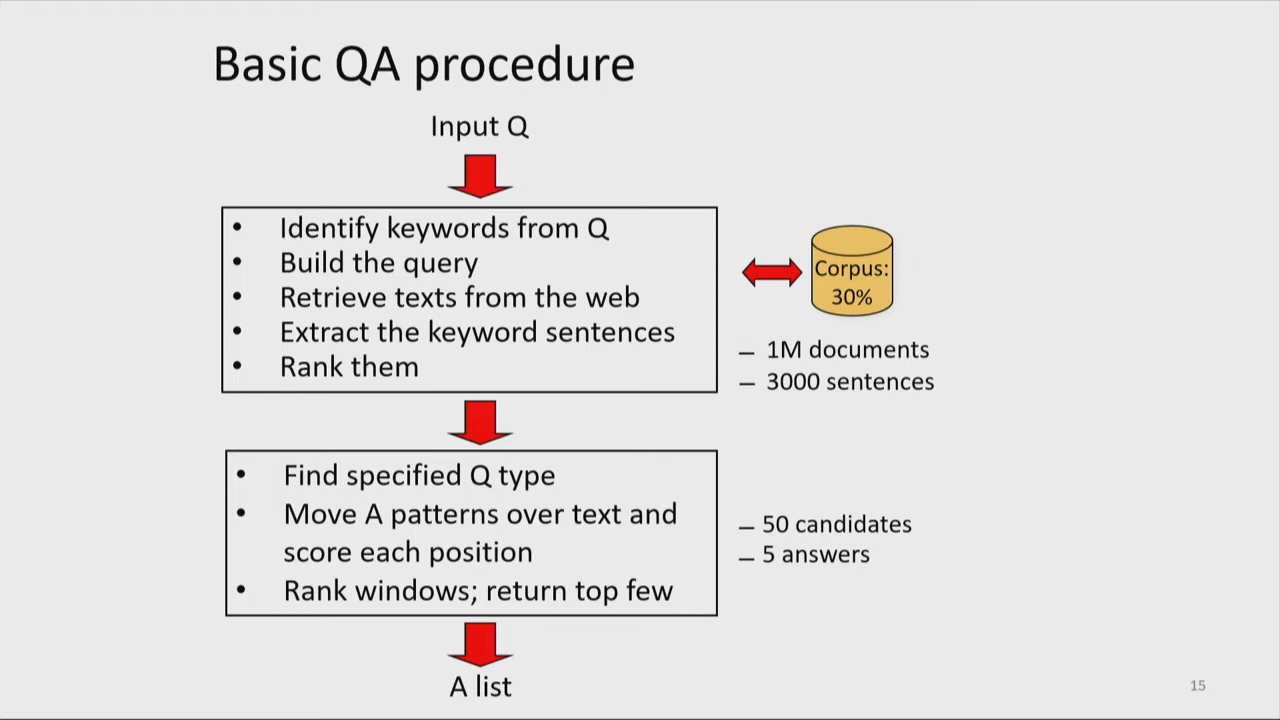 Basic QA procedure
Input Q
• Identify keywords from Q
• Build the query
• Retrieve texts from the web
• Extract the keyword sentences
• Rank them
Corpus:
30%
– 1M documents
– 3000 sentences
• Find specified Q type
• Move A patterns over text and
score each position
• Rank windows; return top few
– 50 candidates
– 5 answers
A list
15